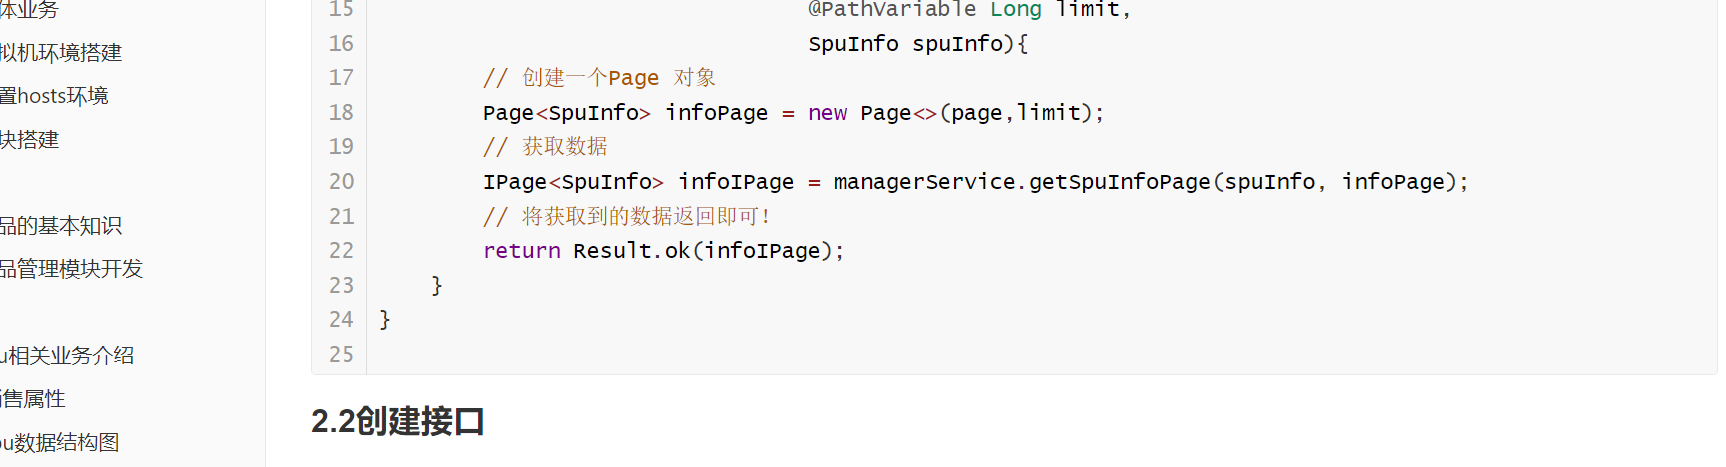 体业务
拟机环境搭建
置hosts环境
块搭建
品的基本知识
品管理模块开发
u相关业务介绍
销售属性
pu数据结构图
15 @PathVariable Long limit,
16 SpuInfo spuInfo){
17 // 创建一个Page 对象
18 Page<SpuInfo> infoPage = new Page<>(page,limit);
19 // 获取数据
20 IPage<SpuInfo> infoIPage = managerService.getSpuInfoPage(spuInfo, infoPage);
21 // 将获取到的数据返回即可!
22 return Result.ok(infoIPage);
23 }
24 }
25
2.2创建接口